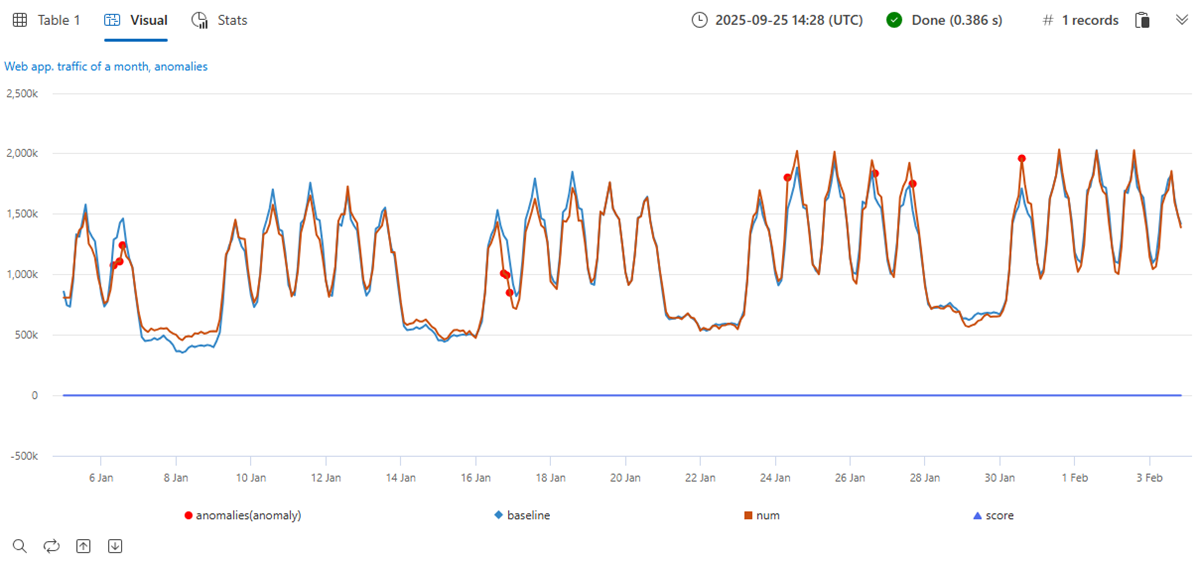 Table 1 Visual Stats 2025-09-25 14:28 (UTC) Done (0.386 s) # 1 records
Web app. traffic of a month, anomalies
2,500k
2,000k
1,500k
1,000k
500k
0
-500k
6 Jan 8 Jan 10 Jan 12 Jan 14 Jan 16 Jan 18 Jan 20 Jan 22 Jan 24 Jan 26 Jan 28 Jan 30 Jan 1 Feb 3 Feb
anomalies(anomaly) baseline num score